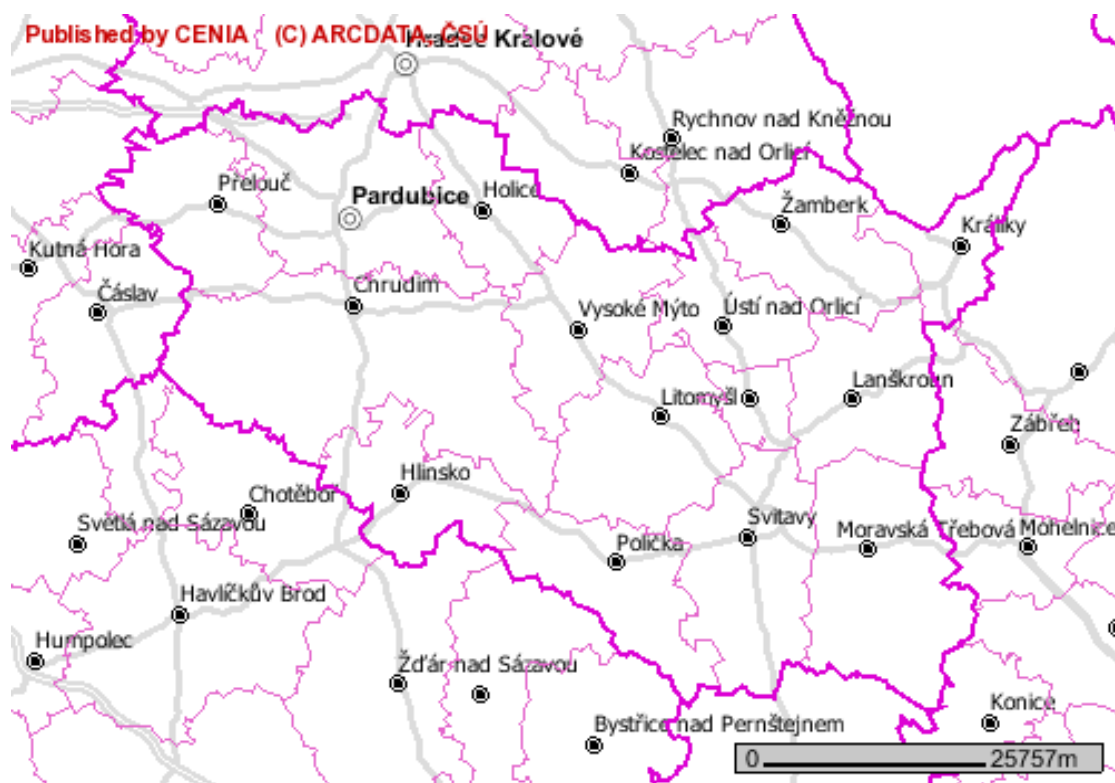 Published by CENIA (C) ARCDATA, ČSÚ
Hradec Kralové
Rychnov nad Kněžnou
Kostelec nad Orlicí
Přelouč
Pardubice
Holice
Žamberk
Králíky
Kutná Hora
Čáslav
Chrudim
Vysoké Mýto
Ústí nad Orlicí
Litomyšl
Lanškroun
Zábřeh
Hlinsko
Chotěboř
Světlá nad Sázavou
Polička
Svitavy
Moravská Třebová
Mohelnice
Havlíčkův Brod
Humpolec
Žďár nad Sázavou
Konice
Bystřice nad Pernštejnem
0 25757m